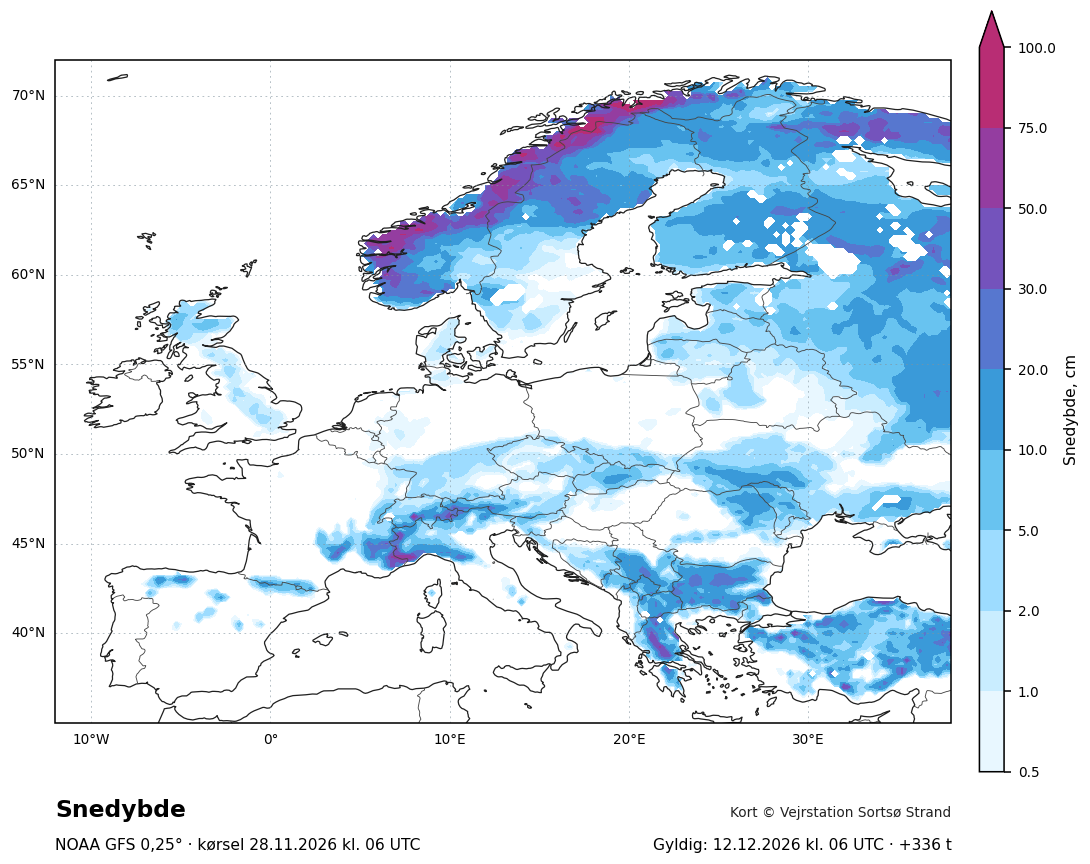 100.0
75.0
50.0
30.0
20.0
10.0
5.0
2.0
1.0
0.5
Snedybde, cm
70°N
65°N
60°N
55°N
50°N
45°N
40°N
10°W
0°
10°E
20°E
30°E
Snedybde
Kort © Vejrstation Sortsø Strand
NOAA GFS 0,25° · kørsel 28.11.2026 kl. 06 UTC
Gyldig: 12.12.2026 kl. 06 UTC · +336 t